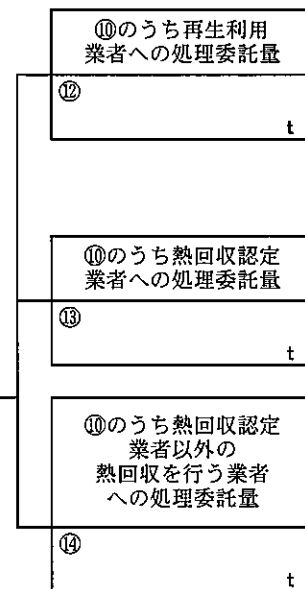 ⑩のうち再生利用
業者への処理委託量
⑫
t
⑩のうち熱回収認定
業者への処理委託量
⑬
t
⑩のうち熱回収認定
業者以外の
熱回収を行う業者
への処理委託量
⑭
t